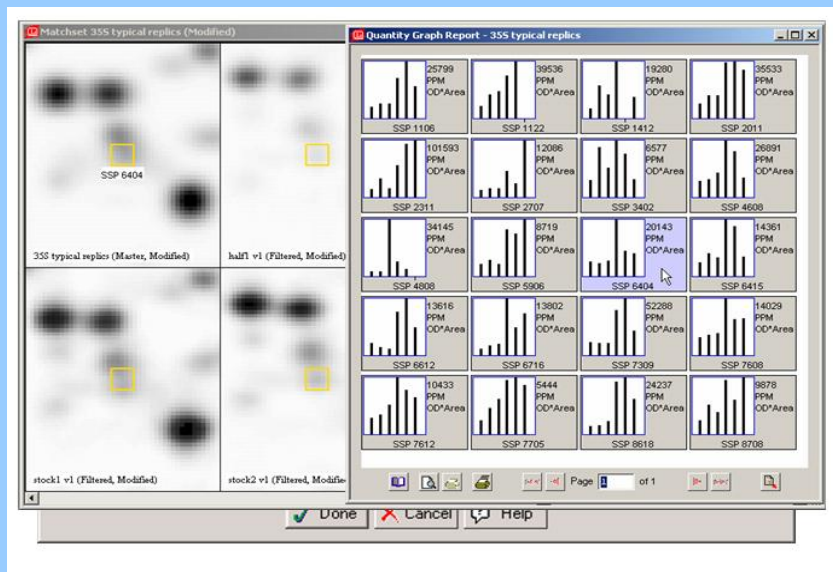 Matchset 35S typical replics (Modified)
SSP 6404
35S typical replics (Master, Modified)
half1 v1 (Filtered, Modified)
stock1 v1 (Filtered, Modified)
stock2 v1 (Filtered, Modifie
Quantity Graph Report - 35S typical replics
25799
PPM
OD*Area
SSP 1106
39536
PPM
OD*Area
SSP 1122
19280
PPM
OD*Area
SSP 1412
35533
PPM
OD*Area
SSP 2011
101593
PPM
OD*Area
SSP 2311
12086
PPM
OD*Area
SSP 2707
6577
PPM
OD*Area
SSP 3402
26891
PPM
OD*Area
SSP 4608
34145
PPM
OD*Area
SSP 4808
8719
PPM
OD*Area
SSP 5906
20143
PPM
OD*Area
SSP 6404
14361
PPM
OD*Area
SSP 6415
13616
PPM
OD*Area
SSP 6612
13802
PPM
OD*Area
SSP 6716
52288
PPM
OD*Area
SSP 7309
14029
PPM
OD*Area
SSP 7608
10433
PPM
OD*Area
SSP 7612
5444
PPM
OD*Area
SSP 7705
24237
PPM
OD*Area
SSP 8618
9878
PPM
OD*Area
SSP 8708
Page 1 of 1
Done Cancel Help